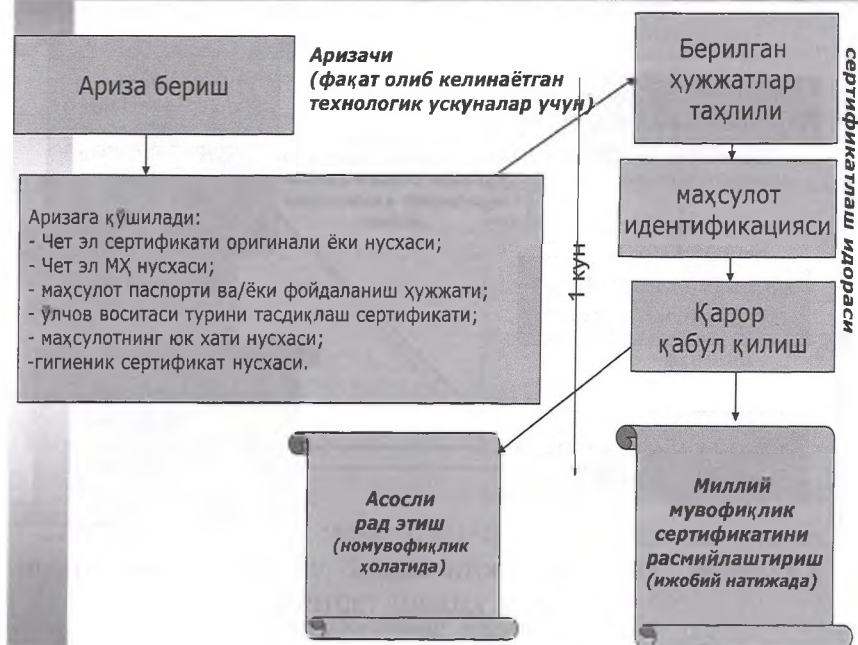 Ариза бериш
Аризачи
(фақат олиб келинаётган
технологик ускуналар учун)
Аризага қўшилади:
- Чет эл сертификати оригинали ёки нусхаси;
- Чет эл МҲ нусхаси;
- маҳсулот паспорти ва/ёки фойдаланиш ҳужжати;
- ўлчов воситаси турини тасдиқлаш сертификати;
- маҳсулотнинг юк хати нусхаси;
-гигиеник сертификат нусхаси.
1 кун
Берилган
ҳужжатлар
таҳлили
маҳсулот
идентификацияси
Қарор
қабул қилиш
сертификатлаш идораси
Асосли
рад этиш
(номувофиқлик
ҳолатида)
Миллий
мувофиқлик
сертификатини
расмийлаштириш
(ижобий натижада)